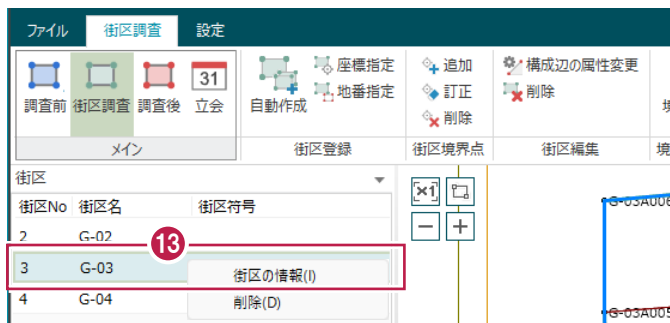 ファイル 街区調査 設定
調査前 街区調査 調査後 31 立会 自動作成 座標指定 地番指定 追加 訂正 削除 構成辺の属性変更 削除
メイン 街区登録 街区境界点 街区編集 境
街区
街区No 街区名 街区符号
2 G-02
13
3 G-03 街区の情報(I)
4 G-04 削除(D)
×1
G-03A006
G-03A005